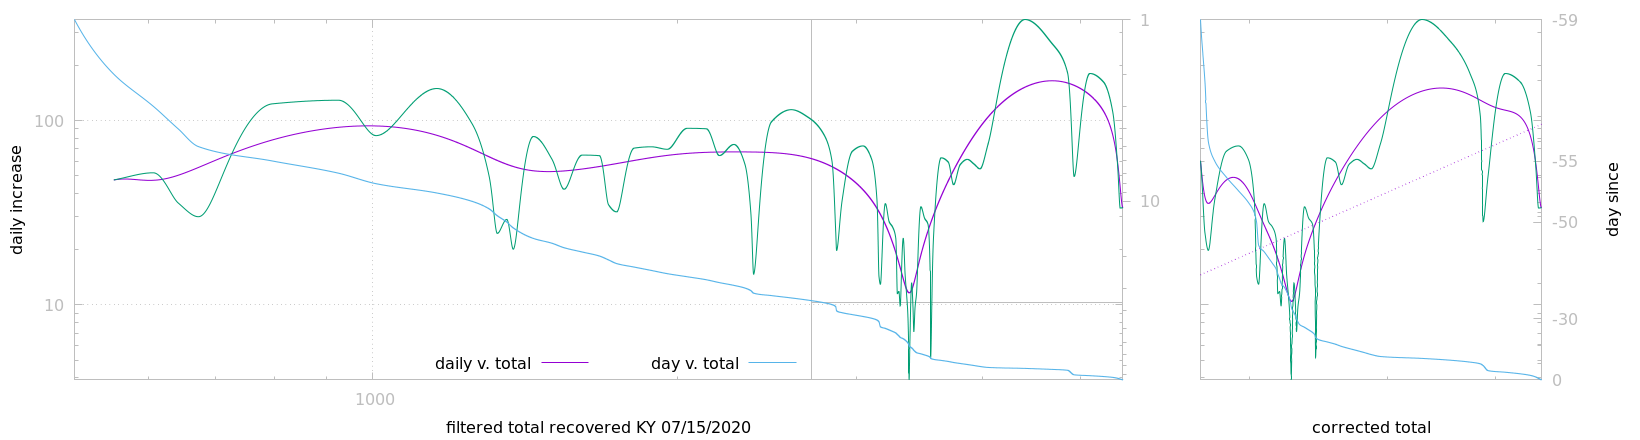 1
-59
100
-55
10
-50
10
-30
0
daily increase
day since
daily v. total
day v. total
1000
filtered total recovered KY 07/15/2020
corrected total